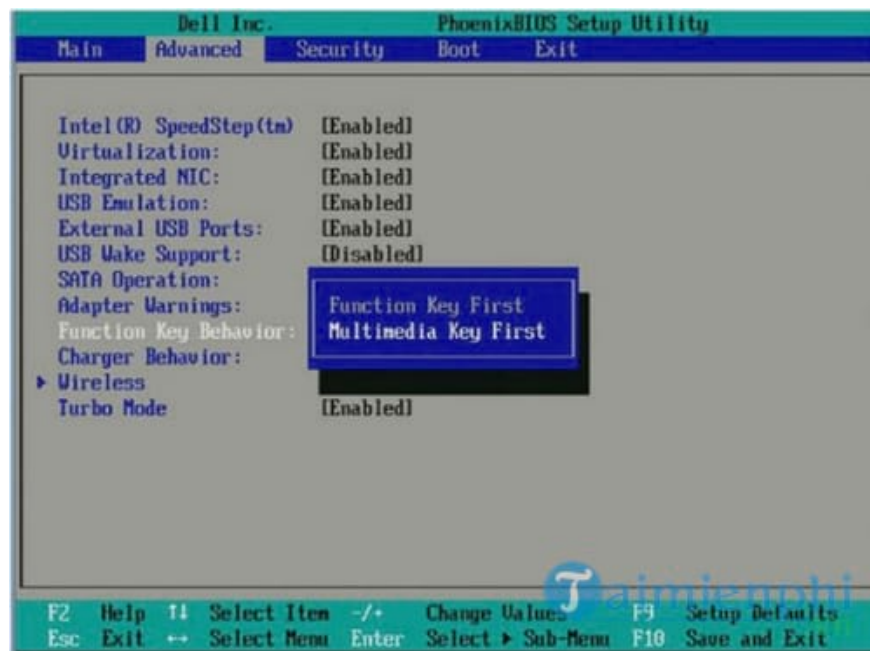 Dell Inc. PhoenixBIOS Setup Utility
Main Advanced Security Boot Exit
Intel(R) SpeedStep(tm) [Enabled]
Virtualization: [Enabled]
Integrated NIC: [Enabled]
USB Emulation: [Enabled]
External USB Ports: [Enabled]
USB Wake Support: [Disabled]
SATA Operation:
Adapter Warnings: Function Key First
Function Key Behavior: Multimedia Key First
Charger Behavior:
Wireless
Turbo Mode [Enabled]
Taimienphi
F2 Help ↑↓ Select Item -/+ Change Values F9 Setup Defaults
Esc Exit ↔ Select Menu Enter Select ▶ Sub-Menu F10 Save and Exit